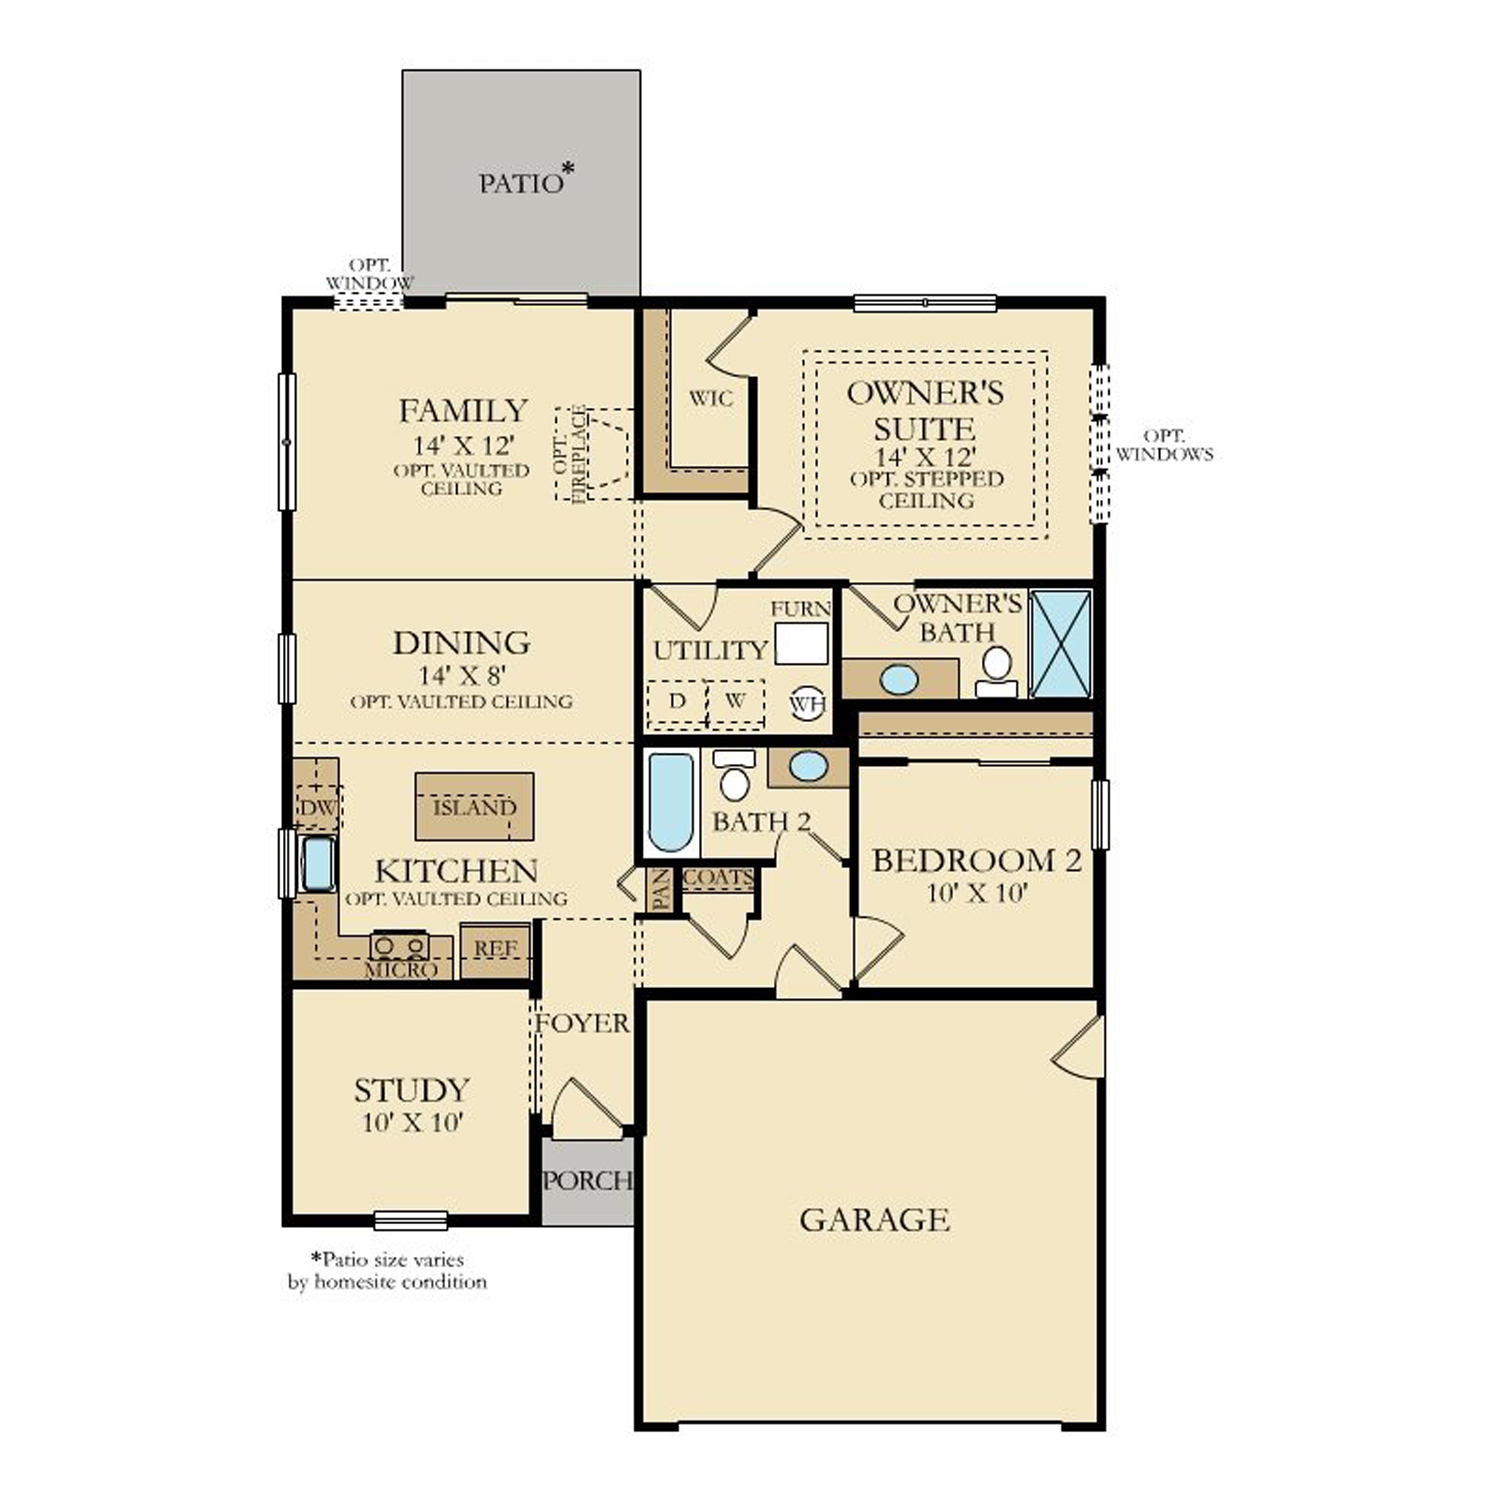 PATIO*
OPT.
WINDOW
FAMILY
14' X 12'
OPT. VAULTED
CEILING
OPT.
FIREPLACE
WIC
OWNER'S
SUITE
14' X 12'
OPT. STEPPED
CEILING
OPT.
WINDOWS
DINING
14' X 8'
OPT. VAULTED CEILING
UTILITY
FURN
D
W
WH
OWNER'S
BATH
DW
ISLAND
KITCHEN
OPT. VAULTED CEILING
MICRO
REF
BATH 2
PAN
COATS
BEDROOM 2
10' X 10'
FOYER
STUDY
10' X 10'
PORCH
GARAGE
*Patio size varies
by homesite condition